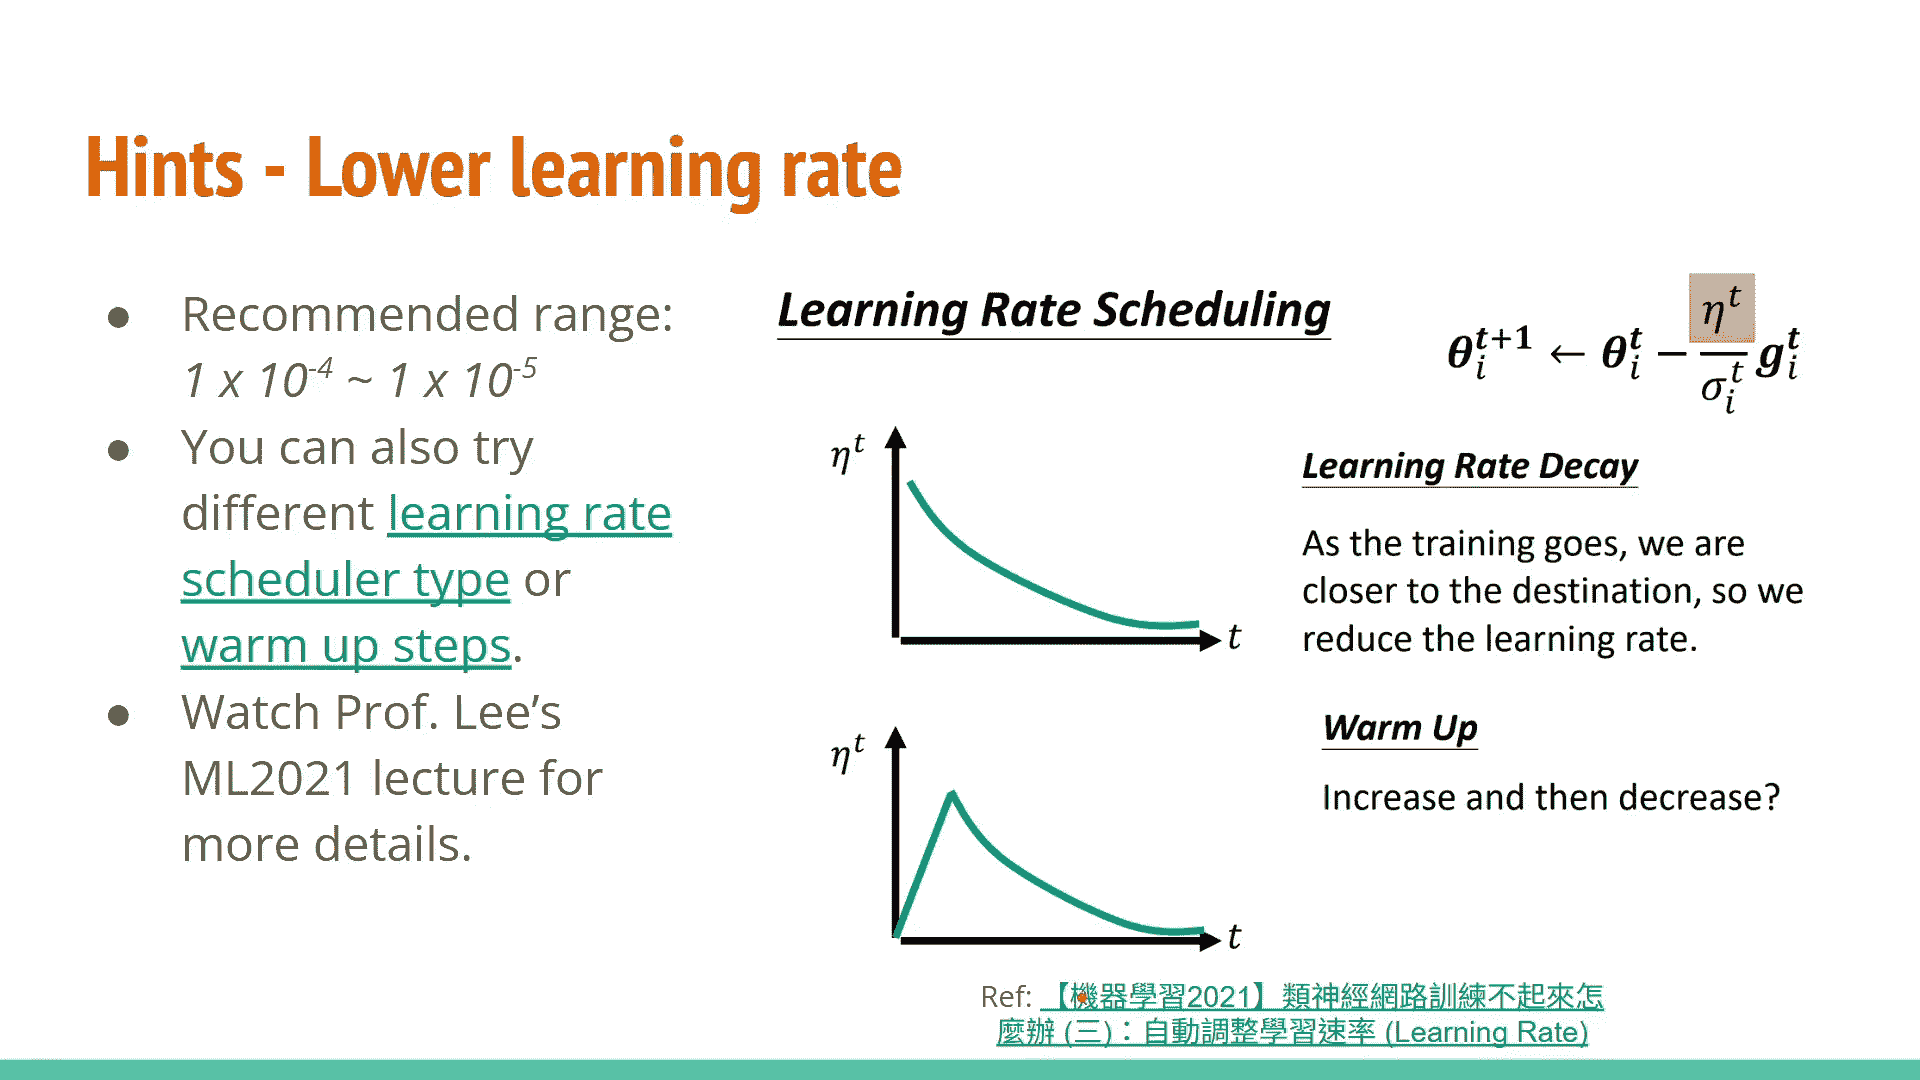 Hints - Lower learning rate
● Recommended range:
1 x 10⁻⁴ ~ 1 x 10⁻⁵
● You can also try
different learning rate
scheduler type or
warm up steps.
● Watch Prof. Lee’s
ML2021 lecture for
more details.
Learning Rate Scheduling
θᵢᵗ⁺¹ ← θᵢᵗ − ηᵗ/σᵢᵗ gᵢᵗ
ηᵗ
t
Learning Rate Decay
As the training goes, we are
closer to the destination, so we
reduce the learning rate.
ηᵗ
t
Warm Up
Increase and then decrease?
Ref: 【機器學習2021】類神經網路訓練不起來怎
麼辦 (三)：自動調整學習速率 (Learning Rate)